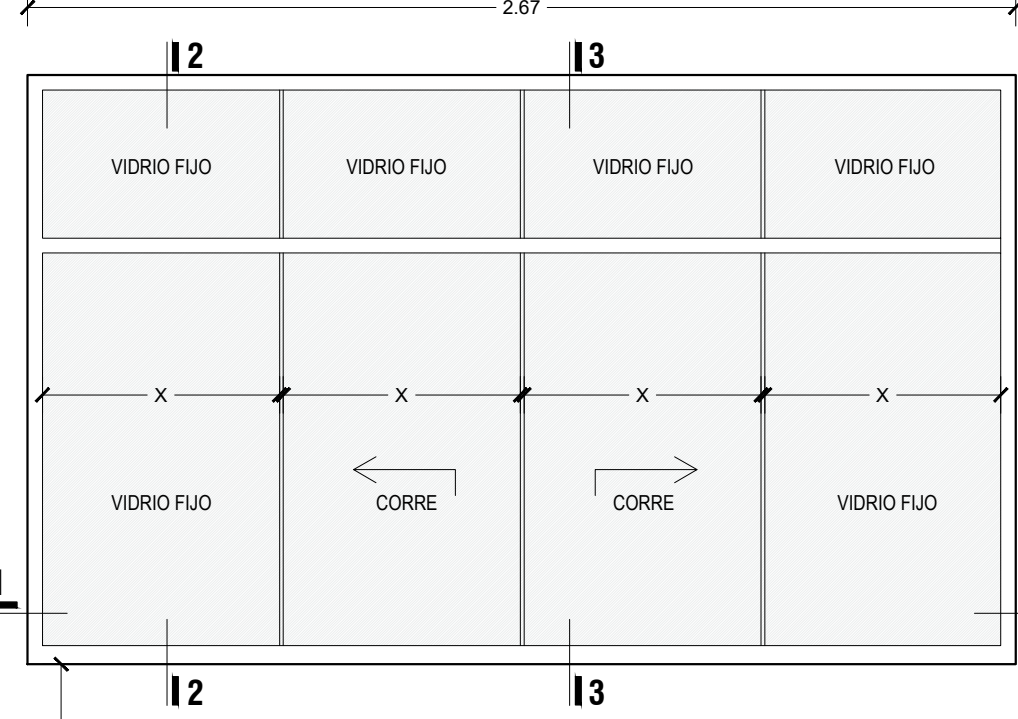 2.67
2 3
VIDRIO FIJO VIDRIO FIJO VIDRIO FIJO VIDRIO FIJO
X X X X
CORRE CORRE
VIDRIO FIJO VIDRIO FIJO
2 3